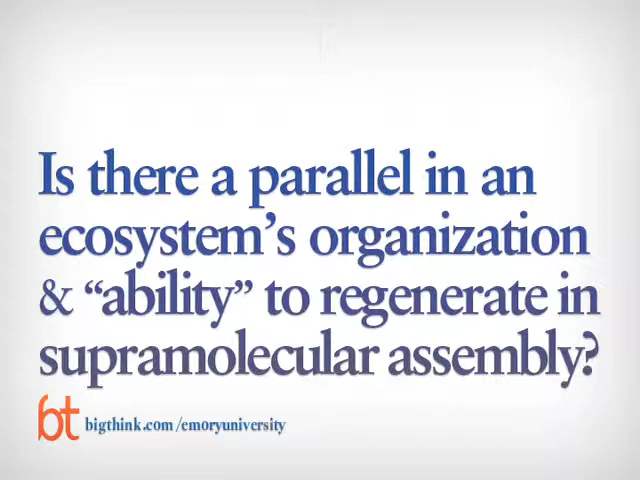 Is there a parallel in an
ecosystem’s organization
& “ability” to regenerate in
supramolecular assembly?
bt bigthink.com/emoryuniversity